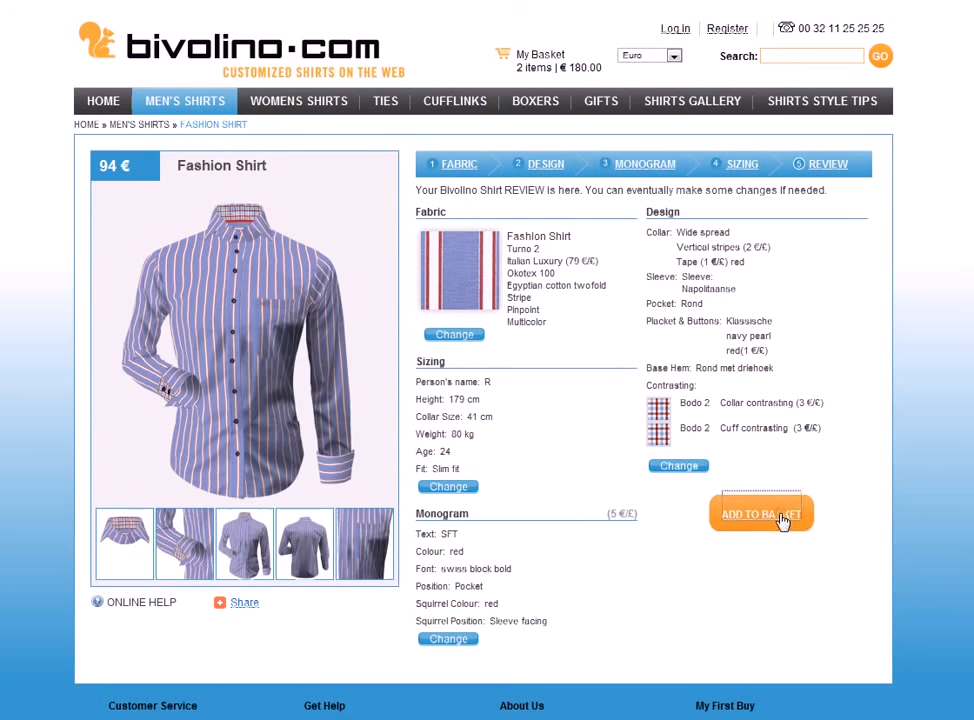 bivolino·com
CUSTOMIZED SHIRTS ON THE WEB
Log in Register 00 32 11 25 25 25
My Basket
2 items | € 180.00
Euro
Search: GO
HOME MEN'S SHIRTS WOMENS SHIRTS TIES CUFFLINKS BOXERS GIFTS SHIRTS GALLERY SHIRTS STYLE TIPS
HOME » MEN'S SHIRTS » FASHION SHIRT
94 € Fashion Shirt
1 FABRIC 2 DESIGN 3 MONOGRAM 4 SIZING 5 REVIEW
Your Bivolino Shirt REVIEW is here. You can eventually make some changes if needed.
Fabric
Fashion Shirt
Turno 2
Italian Luxury (79 €/£)
Okotex 100
Egyptian cotton twofold
Stripe
Pinpoint
Multicolor
Change
Sizing
Person's name: R
Height: 179 cm
Collar Size: 41 cm
Weight: 80 kg
Age: 24
Fit: Slim fit
Change
Monogram (5 €/£)
Text: SFT
Colour: red
Font: swiss block bold
Position: Pocket
Squirrel Colour: red
Squirrel Position: Sleeve facing
Change
Design
Collar: Wide spread
Vertical stripes (2 €/£)
Tape (1 €/£) red
Sleeve: Sleeve:
Napolitaanse
Pocket: Rond
Placket & Buttons: Klassische
navy pearl
red(1 €/£)
Base Hem: Rond met driehoek
Contrasting:
Bodo 2 Collar contrasting (3 €/£)
Bodo 2 Cuff contrasting (3 €/£)
Change
ADD TO BASKET
ONLINE HELP Share
Customer Service Get Help About Us My First Buy